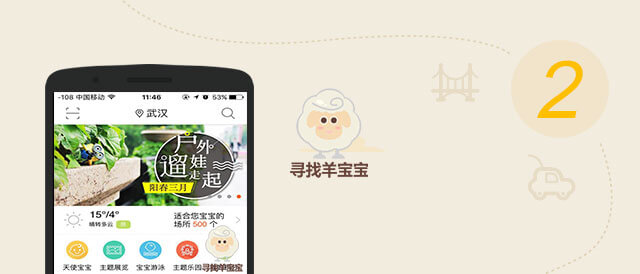 2
寻找羊宝宝
-108 中国移动 11:46 53%
武汉
户外
遛娃走起
阳春三月
15°/4°
晴转多云
适合您宝宝的
场所 500 个
天使宝宝 主题展览 宝宝游泳 主题乐园
寻找羊宝宝